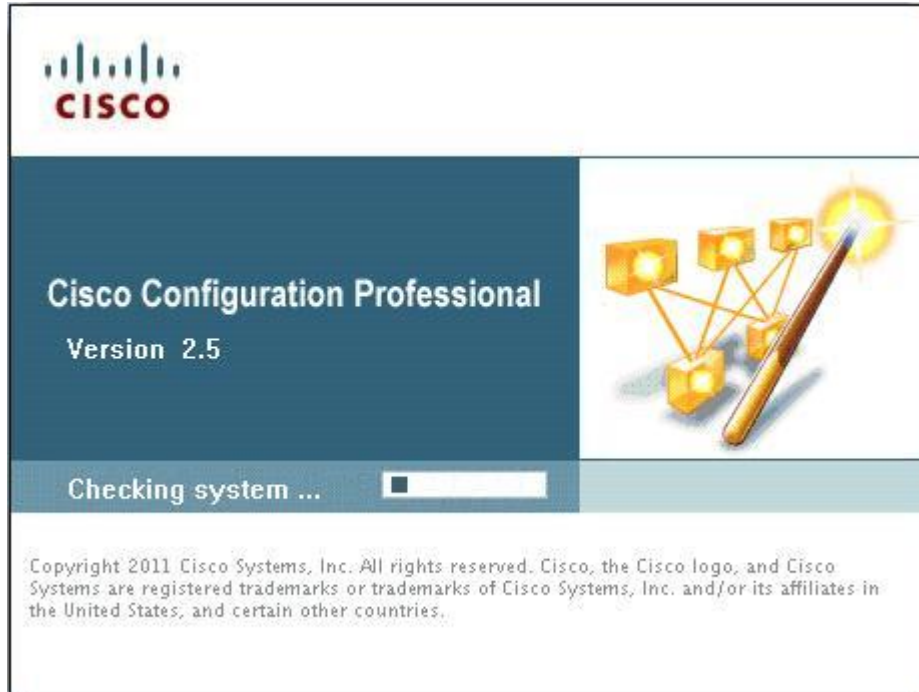 CISCO
Cisco Configuration Professional
Version 2.5
Checking system ...
Copyright 2011 Cisco Systems, Inc. All rights reserved. Cisco, the Cisco logo, and Cisco
Systems are registered trademarks or trademarks of Cisco Systems, Inc. and/or its affiliates in
the United States, and certain other countries.